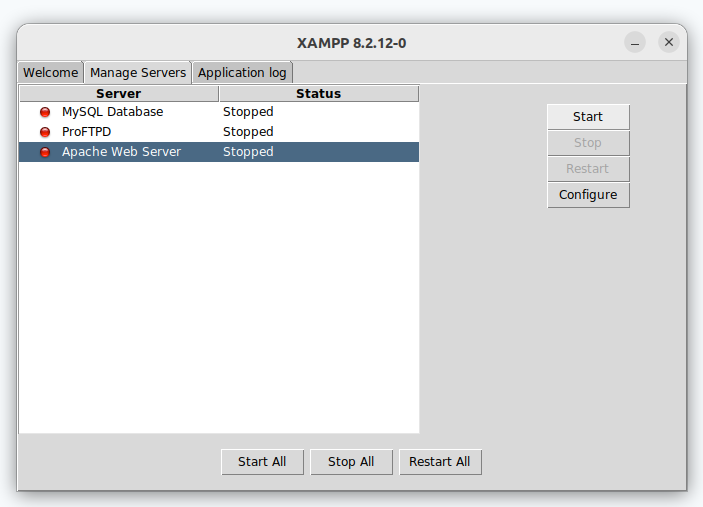 XAMPP 8.2.12-0
Welcome Manage Servers Application log
Server Status
MySQL Database Stopped
ProFTPD Stopped
Apache Web Server Stopped
Start
Stop
Restart
Configure
Start All Stop All Restart All